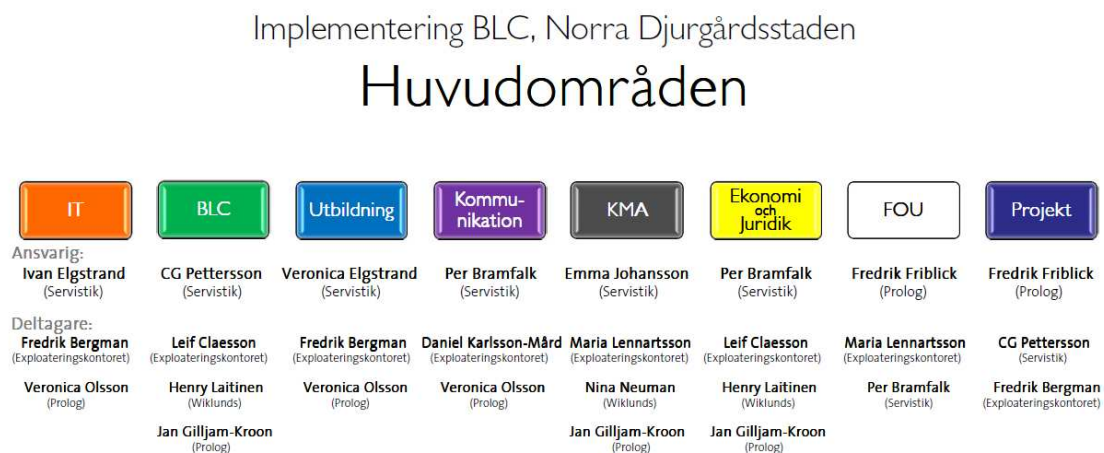 Implementering BLC, Norra Djurgårdsstaden
Huvudområden
IT
BLC
Utbildning
Kommu-
nikation
KMA
Ekonomi
och
Juridik
FOU
Projekt
Ansvarig:
Ivan Elgstrand
(Servistik)
CG Pettersson
(Servistik)
Veronica Elgstrand
(Servistik)
Per Bramfalk
(Servistik)
Emma Johansson
(Servistik)
Per Bramfalk
(Servistik)
Fredrik Friblick
(Prolog)
Fredrik Friblick
(Prolog)
Deltagare:
Fredrik Bergman
(Exploateringskontoret)
Leif Claesson
(Exploateringskontoret)
Fredrik Bergman
(Exploateringskontoret)
Daniel Karlsson-Mård
(Exploateringskontoret)
Maria Lennartsson
(Exploateringskontoret)
Leif Claesson
(Exploateringskontoret)
Maria Lennartsson
(Exploateringskontoret)
CG Pettersson
(Servistik)
Veronica Olsson
(Prolog)
Henry Laitinen
(Wiklunds)
Veronica Olsson
(Prolog)
Veronica Olsson
(Prolog)
Nina Neuman
(Wiklunds)
Henry Laitinen
(Wiklunds)
Per Bramfalk
(Servistik)
Fredrik Bergman
(Exploateringskontoret)
Jan Gilljam-Kroon
(Prolog)
Jan Gilljam-Kroon
(Prolog)
Jan Gilljam-Kroon
(Prolog)